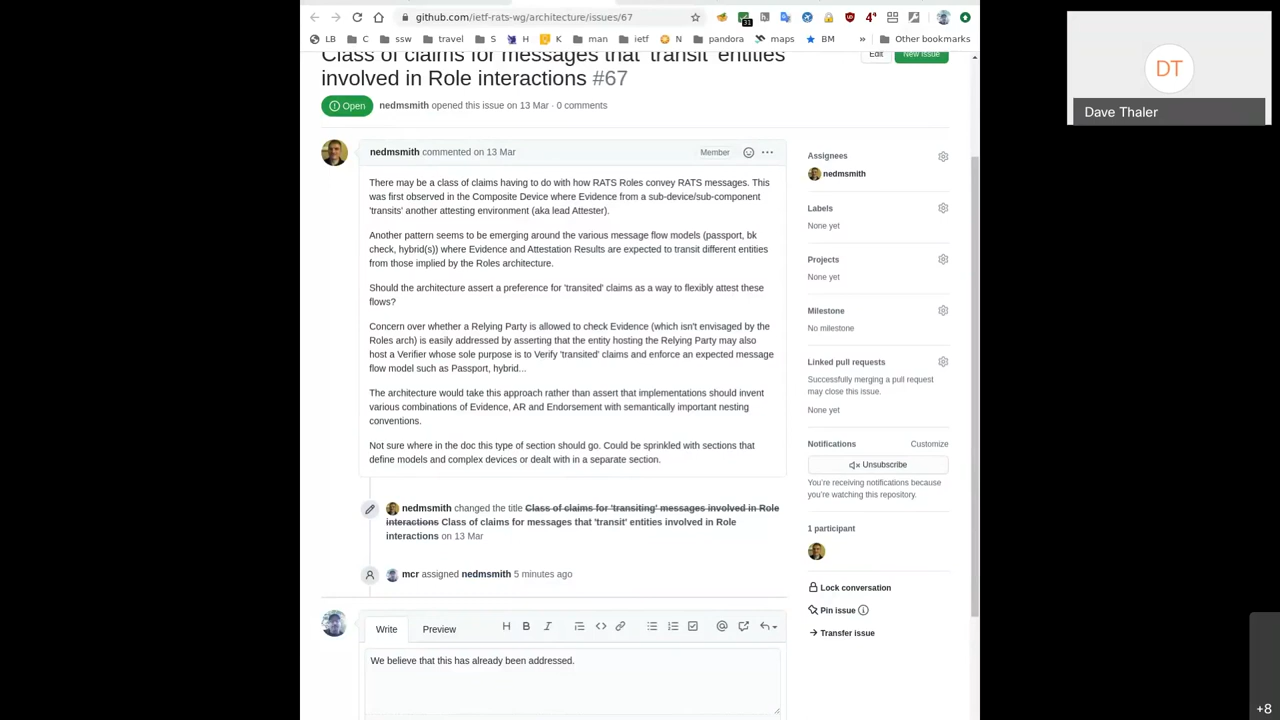 github.com/ietf-rats-wg/architecture/issues/67
31
4
LB C ssw travel S H K man ietf N pandora maps BM » Other bookmarks
Class of claims for messages that 'transit' entities
involved in Role interactions #67
Edit New issue
Open nedmsmith opened this issue on 13 Mar · 0 comments
nedmsmith commented on 13 Mar Member
There may be a class of claims having to do with how RATS Roles convey RATS messages. This
was first observed in the Composite Device where Evidence from a sub-device/sub-component
'transits' another attesting environment (aka lead Attester).
Another pattern seems to be emerging around the various message flow models (passport, bk
check, hybrid(s)) where Evidence and Attestation Results are expected to transit different entities
from those implied by the Roles architecture.
Should the architecture assert a preference for 'transited' claims as a way to flexibly attest these
flows?
Concern over whether a Relying Party is allowed to check Evidence (which isn't envisaged by the
Roles arch) is easily addressed by asserting that the entity hosting the Relying Party may also
host a Verifier whose sole purpose is to Verify 'transited' claims and enforce an expected message
flow model such as Passport, hybrid...
The architecture would take this approach rather than assert that implementations should invent
various combinations of Evidence, AR and Endorsement with semantically important nesting
conventions.
Not sure where in the doc this type of section should go. Could be sprinkled with sections that
define models and complex devices or dealt with in a separate section.
nedmsmith changed the title Class of claims for 'transiting' messages involved in Role
interactions Class of claims for messages that 'transit' entities involved in Role
interactions on 13 Mar
mcr assigned nedmsmith 5 minutes ago
Write Preview H B I
We believe that this has already been addressed.
Assignees
nedmsmith
Labels
None yet
Projects
None yet
Milestone
No milestone
Linked pull requests
Successfully merging a pull request
may close this issue.
None yet
Notifications Customize
Unsubscribe
You're receiving notifications because
you're watching this repository.
1 participant
Lock conversation
Pin issue
Transfer issue
DT
Dave Thaler
+8